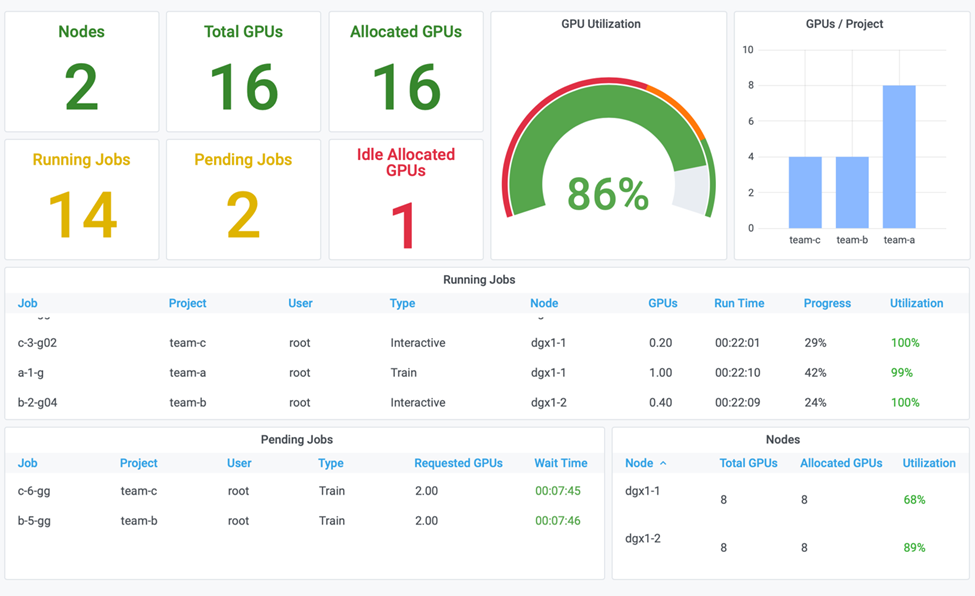 Nodes
2
Total GPUs
16
Allocated GPUs
16
Running Jobs
14
Pending Jobs
2
Idle Allocated
GPUs
1
GPU Utilization
86%
GPUs / Project
10
8
6
4
2
0
team-c team-b team-a
Running Jobs
Job Project User Type Node GPUs Run Time Progress Utilization
c-3-g02 team-c root Interactive dgx1-1 0.20 00:22:01 29% 100%
a-1-g team-a root Train dgx1-1 1.00 00:22:10 42% 99%
b-2-g04 team-b root Interactive dgx1-2 0.40 00:22:09 24% 100%
Pending Jobs
Job Project User Type Requested GPUs Wait Time
c-6-gg team-c root Train 2.00 00:07:45
b-5-gg team-b root Train 2.00 00:07:46
Nodes
Node Total GPUs Allocated GPUs Utilization
dgx1-1 8 8 68%
dgx1-2 8 8 89%